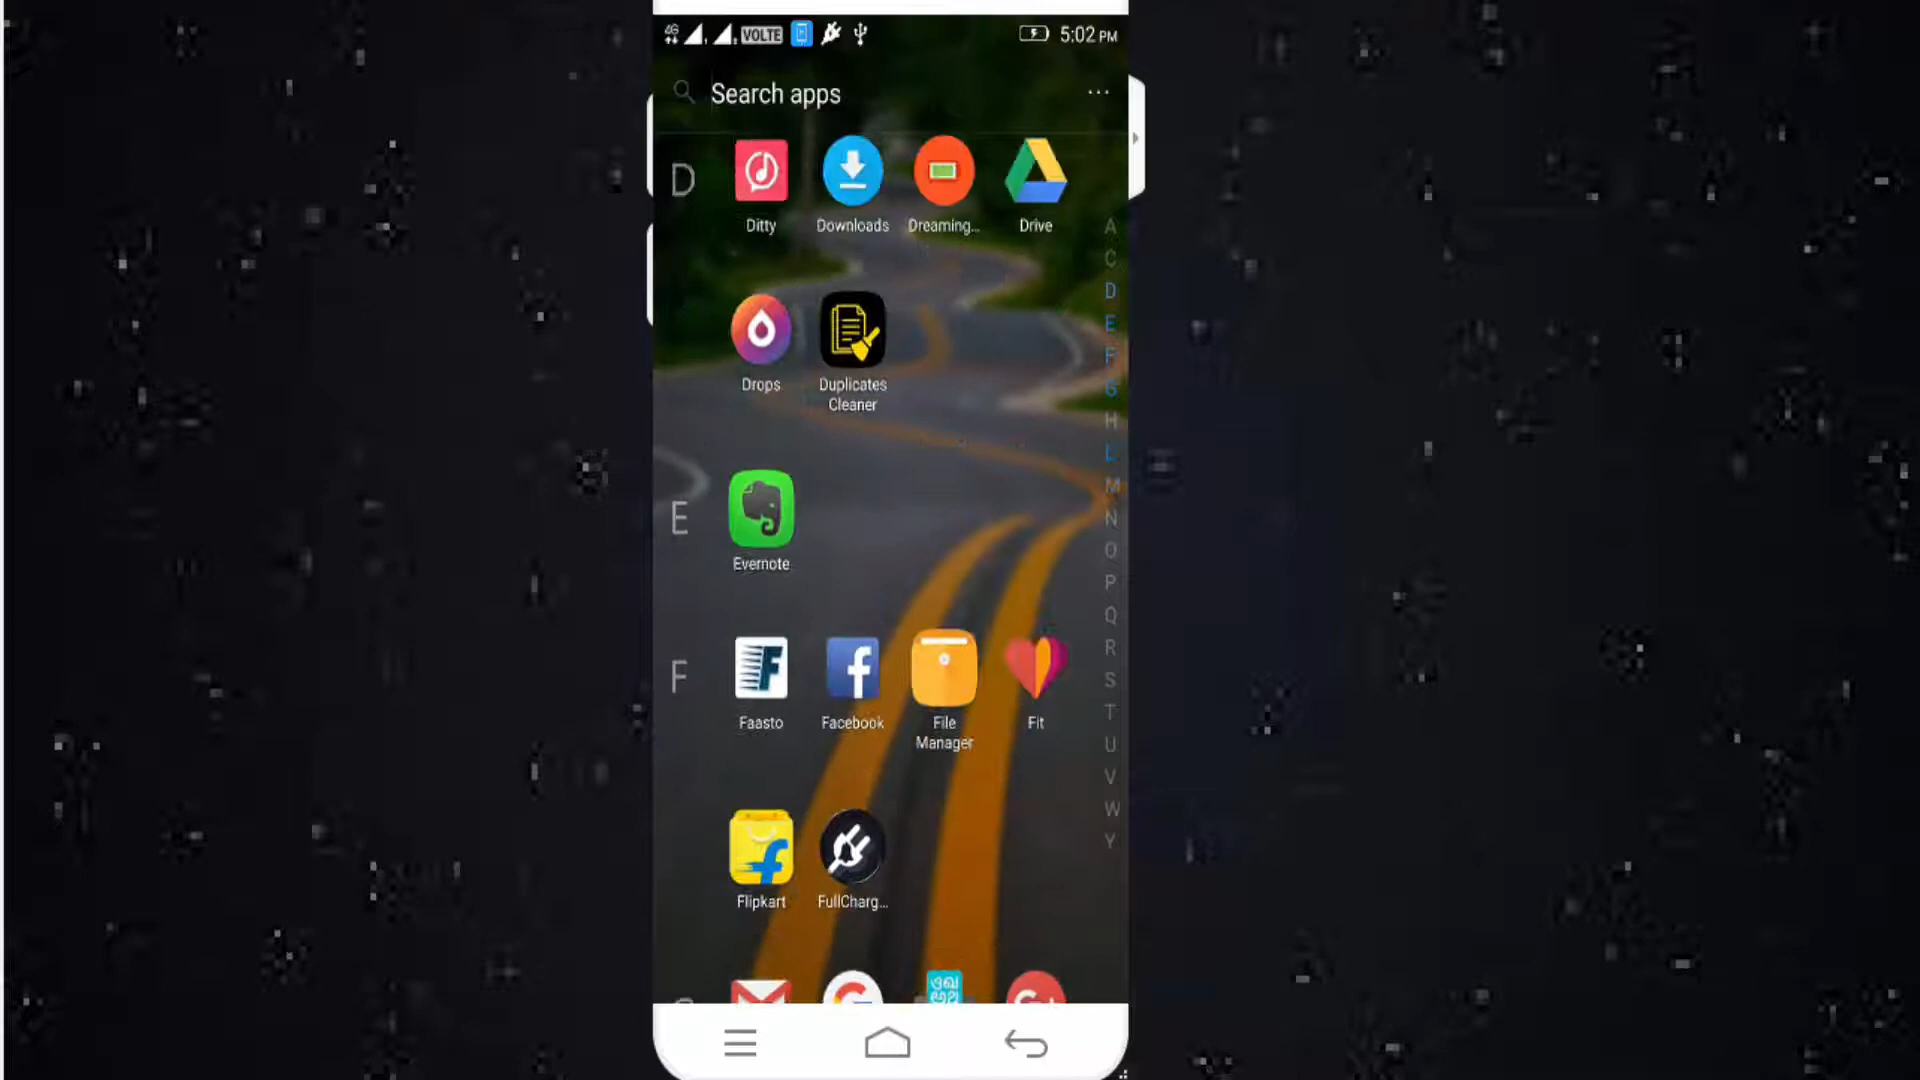 4G VOLTE 5:02 PM
Search apps
D
Ditty Downloads Dreaming... Drive
Drops Duplicates
Cleaner
E
Evernote
F
Faasto Facebook File
Manager Fit
Flipkart FullCharg...
A
C
D
E
F
G
H
L
M
N
O
P
Q
R
S
T
U
V
W
Y